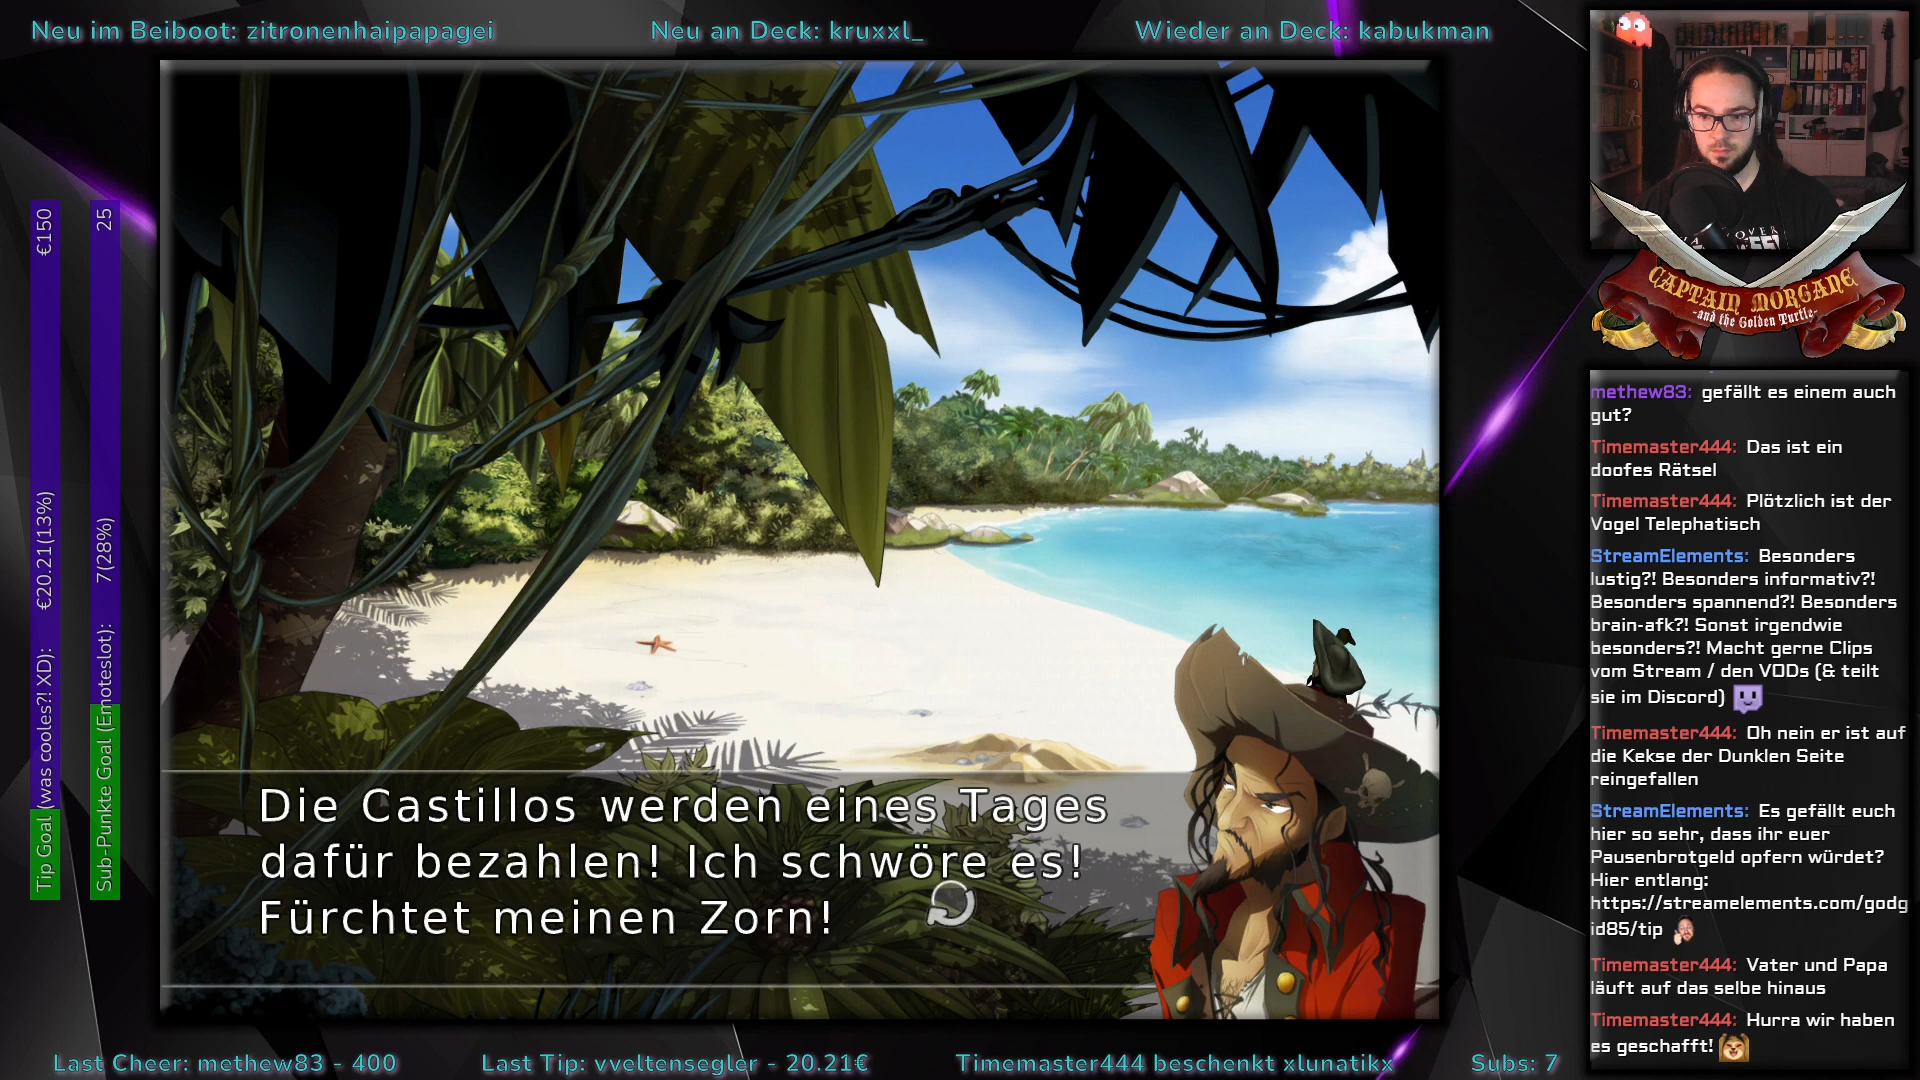 Neu im Beiboot: zitronenhaipapagei
Neu an Deck: kruxxl_
Wieder an Deck: kabukman
Tip Goal (was cooles?! XD): €20.21(13%) €150
Sub-Punkte Goal (Emoteslot): 7(28%) 25
CAPTAIN MORGANE
-and the Golden Turtle-
methew83: gefällt es einem auch
gut?
Timemaster444: Das ist ein
doofes Rätsel
Timemaster444: Plötzlich ist der
Vogel Telephatisch
StreamElements: Besonders
lustig?! Besonders informativ?!
Besonders spannend?! Besonders
brain-afk?! Sonst irgendwie
besonders?! Macht gerne Clips
vom Stream / den VODs (& teilt
sie im Discord)
Timemaster444: Oh nein er ist auf
die Kekse der Dunklen Seite
reingefallen
StreamElements: Es gefällt euch
hier so sehr, dass ihr euer
Pausenbrotgeld opfern würdet?
Hier entlang:
https://streamelements.com/godg
id85/tip
Timemaster444: Vater und Papa
läuft auf das selbe hinaus
Timemaster444: Hurra wir haben
es geschafft!
Die Castillos werden eines Tages
dafür bezahlen! Ich schwöre es!
Fürchtet meinen Zorn!
Last Cheer: methew83 - 400
Last Tip: vveltensegler - 20.21€
Timemaster444 beschenkt xlunatikx
Subs: 7